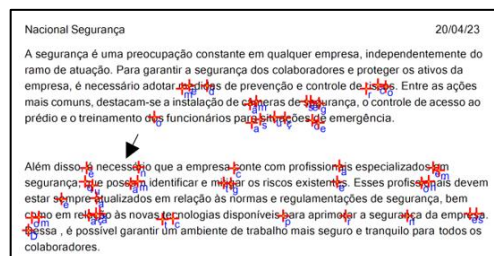 Nacional Segurança 20/04/23
A segurança é uma preocupação constante em qualquer empresa, independentemente do
ramo de atuação. Para garantir a segurança dos colaboradores e proteger os ativos da
empresa, é necessário adotar medidas de prevenção e controle de riscos. Entre as ações
mais comuns, destacam-se a instalação de câmeras de segurança, o controle de acesso ao
prédio e o treinamento dos funcionários para situações de emergência.
Além disso, é necessário que a empresa conte com profissionais especializados em
segurança, que possam identificar e mitigar os riscos existentes. Esses profissionais devem
estar sempre atualizados em relação às normas e regulamentações de segurança, bem
como em relação às novas tecnologias disponíveis para aprimorar a segurança da empresa.
Dessa , é possível garantir um ambiente de trabalho mais seguro e tranquilo para todos os
colaboradores.